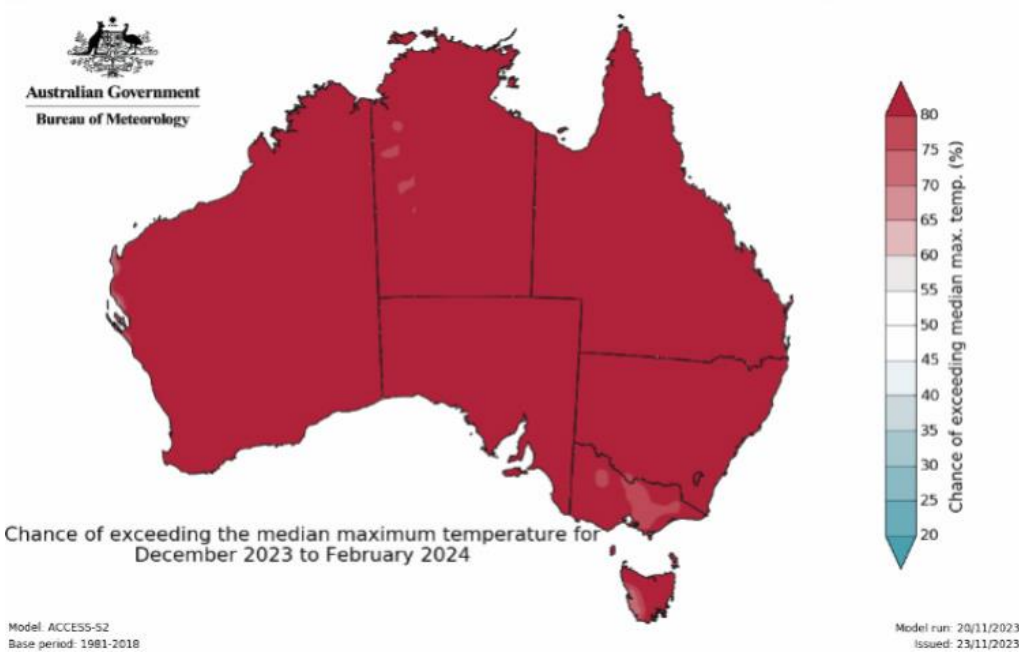 Australian Government
Bureau of Meteorology
80
75
70
65
60
55
50
45
40
35
30
25
20
Chance of exceeding median max. temp. (%)
Chance of exceeding the median maximum temperature for
December 2023 to February 2024
Model: ACCESS-S2
Base period: 1981-2018
Model run: 20/11/2023
Issued: 23/11/2023